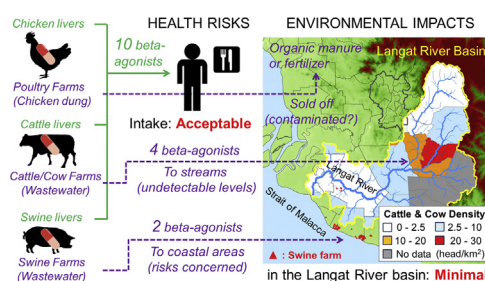 Chicken livers
HEALTH RISKS
ENVIRONMENTAL IMPACTS
10 beta-
agonists
Organic manure
or fertilizer
Langat River Basin
Poultry Farms
(Chicken dung)
Sold off
(contaminated?)
Intake: Acceptable
Cattle livers
4 beta-agonists
Cattle/Cow Farms
(Wastewater)
To streams
(undetectable levels)
Langat River
Strait of Malacca
Swine livers
2 beta-agonists
To coastal areas
(risks concerned)
Swine Farms
(Wastewater)
Cattle & Cow Density
0 - 2.5
2.5 - 10
10 - 20
20 - 30
No data
(head/km²)
: Swine farm
in the Langat River basin: Minimal